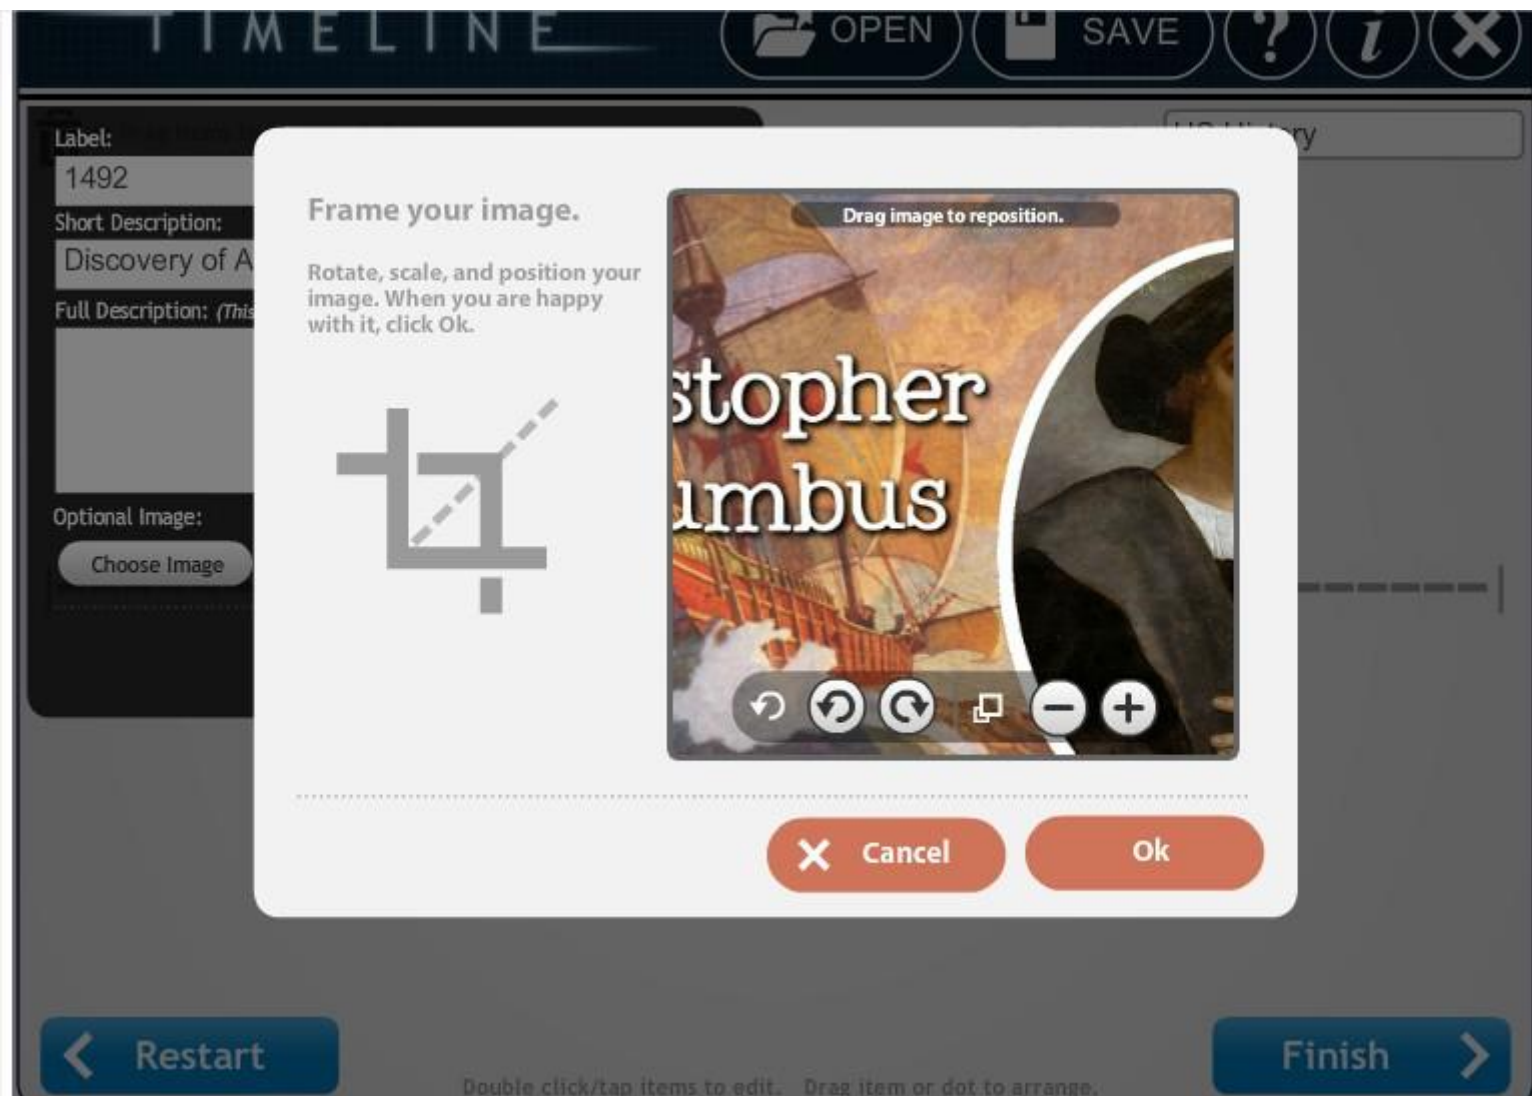 TIMELINE
OPEN
SAVE
?
i
Label:
1492
Short Description:
Discovery of A
Full Description: (This
Optional Image:
Choose Image
ry
Frame your image.
Rotate, scale, and position your
image. When you are happy
with it, click Ok.
Drag image to reposition.
stopher
umbus
Cancel
Ok
Restart
Finish
Double click/tap items to edit. Drag item or dot to arrange.